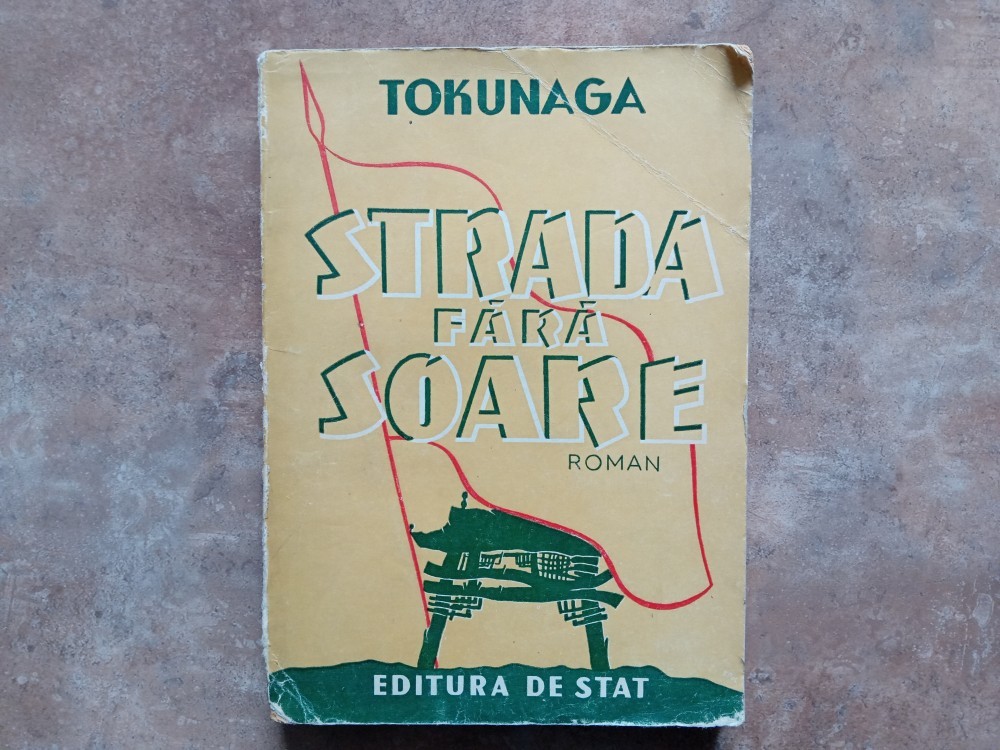 TOKUNAGA
STRADA
FĂRĂ
SOARE
ROMAN
EDITURA DE STAT